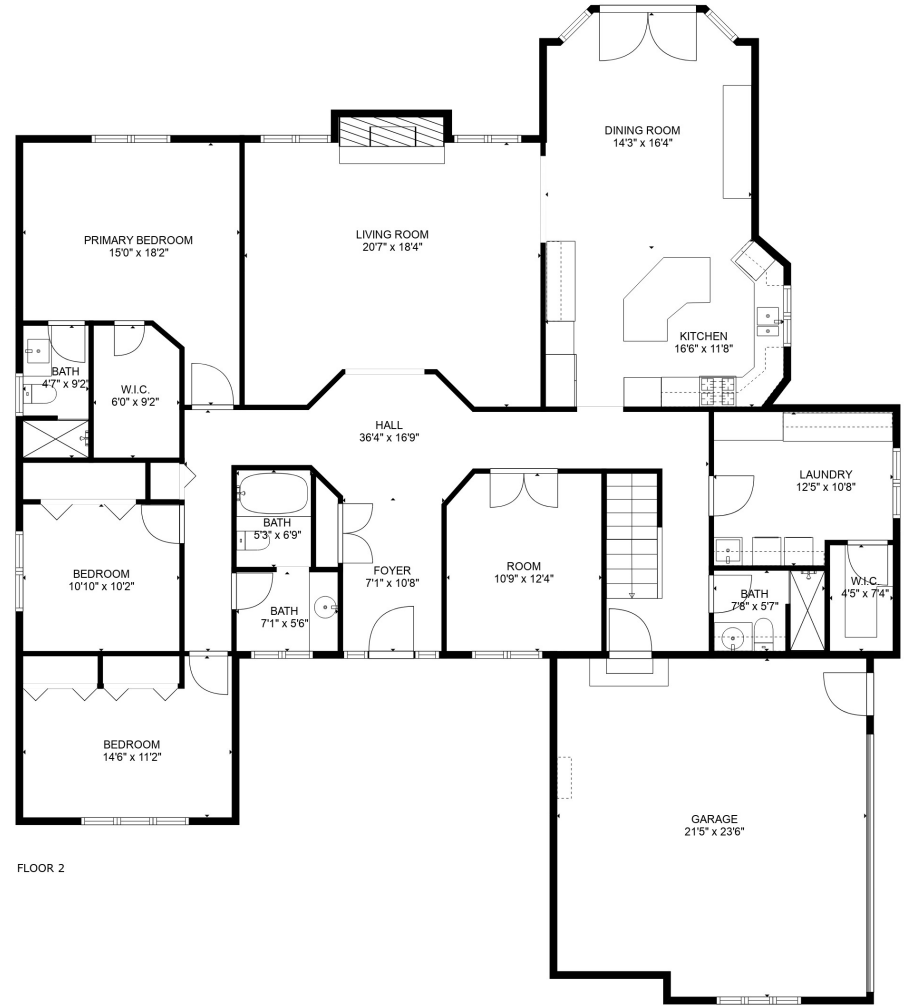 DINING ROOM
14'3" x 16'4"
PRIMARY BEDROOM
15'0" x 18'2"
LIVING ROOM
20'7" x 18'4"
KITCHEN
16'6" x 11'8"
BATH
4'7" x 9'2"
W.I.C.
6'0" x 9'2"
HALL
36'4" x 16'9"
LAUNDRY
12'5" x 10'8"
BATH
5'3" x 6'9"
BEDROOM
10'10" x 10'2"
FOYER
7'1" x 10'8"
ROOM
10'9" x 12'4"
BATH
7'8" x 5'7"
W.I.C.
4'5" x 7'4"
BATH
7'1" x 5'6"
BEDROOM
14'6" x 11'2"
GARAGE
21'5" x 23'6"
FLOOR 2